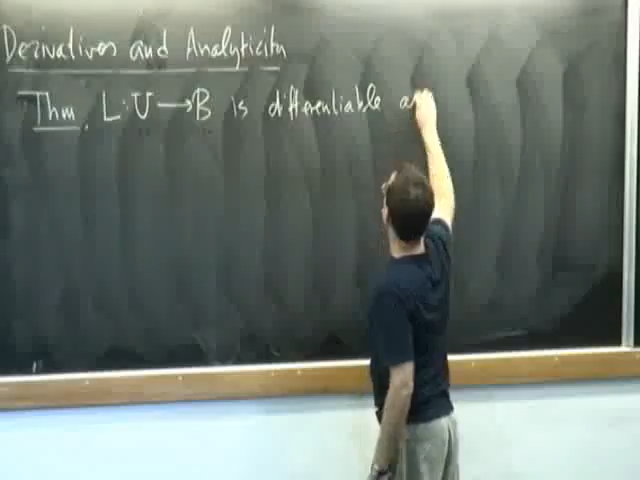 Derivatives and Analyticity
Thm. L: U → B is differentiable